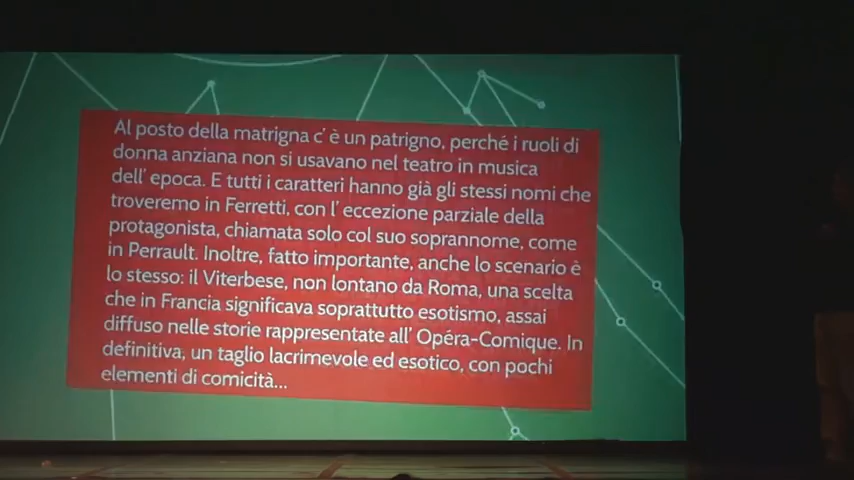 Al posto della matrigna c' è un patrigno, perché i ruoli di
donna anziana non si usavano nel teatro in musica
dell' epoca. E tutti i caratteri hanno già gli stessi nomi che
troveremo in Ferretti, con l' eccezione parziale della
protagonista, chiamata solo col suo soprannome, come
in Perrault. Inoltre, fatto importante, anche lo scenario è
lo stesso: il Viterbese, non lontano da Roma, una scelta
che in Francia significava soprattutto esotismo, assai
diffuso nelle storie rappresentate all' Opéra-Comique. In
definitiva, un taglio lacrimevole ed esotico, con pochi
elementi di comicità...